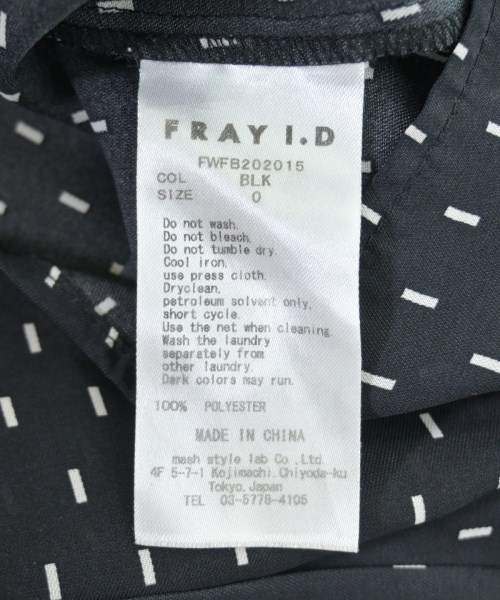 FRAY I.D
FWFB202015
COL BLK
SIZE 0
Do not wash.
Do not bleach.
Do not tumble dry.
Cool iron,
use press cloth.
Dryclean,
petroleum solvent only,
short cycle.
Use the net when cleaning.
Wash the laundry
separately from
other laundry.
Dark colors may run.
100% POLYESTER
MADE IN CHINA
mash style lab Co.,Ltd.
4F 5-7-1 Kojimachi,Chiyoda-ku
Tokyo,Japan
TEL 03-5778-4105